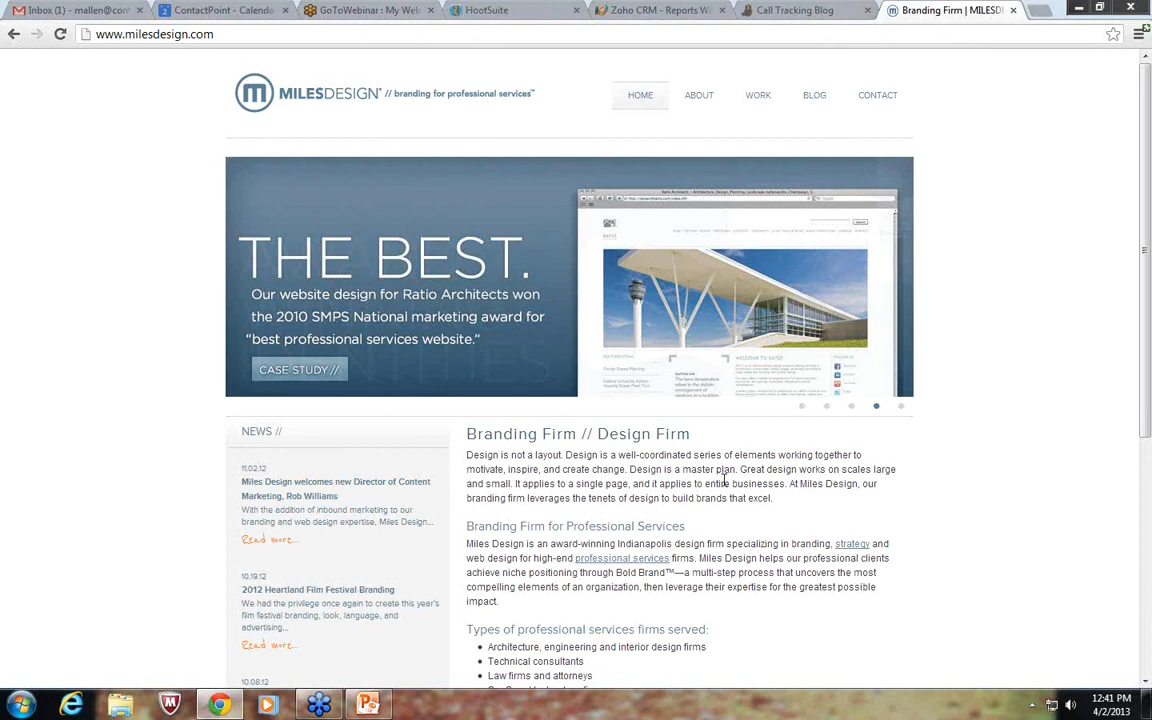 Inbox (1) - mallen@con
ContactPoint - Calenda
GoToWebinar : My Web
HootSuite
Zoho CRM - Reports Wi
Call Tracking Blog
Branding Firm | MILESD
www.milesdesign.com
MILESDESIGN® // branding for professional services™
HOME
ABOUT
WORK
BLOG
CONTACT
THE BEST.
Our website design for Ratio Architects won
the 2010 SMPS National marketing award for
“best professional services website.”
CASE STUDY//
WELCOME TO RATIO
NEWS //
11.02.12
Miles Design welcomes new Director of Content
Marketing, Rob Williams
With the addition of inbound marketing to our
branding and web design expertise, Miles Design...
Read more...
10.19.12
2012 Heartland Film Festival Branding
We had the privilege once again to create this year's
film festival branding, look, language, and
advertising...
Read more...
10.08.12
Branding Firm // Design Firm
Design is not a layout. Design is a well-coordinated series of elements working together to
motivate, inspire, and create change. Design is a master plan. Great design works on scales large
and small. It applies to a single page, and it applies to entire businesses. At Miles Design, our
branding firm leverages the tenets of design to build brands that excel.
Branding Firm for Professional Services
Miles Design is an award-winning Indianapolis design firm specializing in branding, strategy and
web design for high-end professional services firms. Miles Design helps our professional clients
achieve niche positioning through Bold Brand™—a multi-step process that uncovers the most
compelling elements of an organization, then leverages their expertise for the greatest possible
impact.
Types of professional services firms served:
Architecture, engineering and interior design firms
Technical consultants
Law firms and attorneys
12:41 PM
4/2/2013